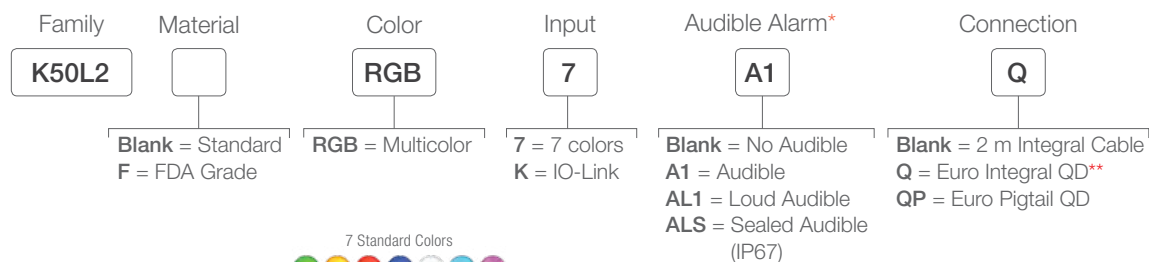 Family Material Color Input Audible Alarm* Connection
K50L2 RGB 7 A1 Q
Blank = Standard
F = FDA Grade
RGB = Multicolor
7 = 7 colors
K = IO-Link
Blank = No Audible
A1 = Audible
AL1 = Loud Audible
ALS = Sealed Audible
(IP67)
Blank = 2 m Integral Cable
Q = Euro Integral QD**
QP = Euro Pigtail QD
7 Standard Colors